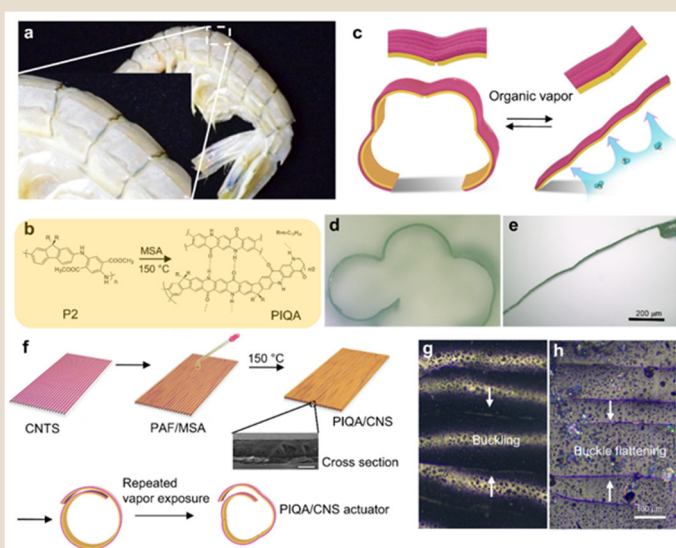 a
c
Organic vapor
b
MSA
150 °C
P2
PIQA
d
e
200 μm
f
150 °C
CNTS
PAF/MSA
PIQA/CNS
Cross section
Repeated
vapor exposure
PIQA/CNS actuator
g
Buckling
h
Buckle flattening
100 μm